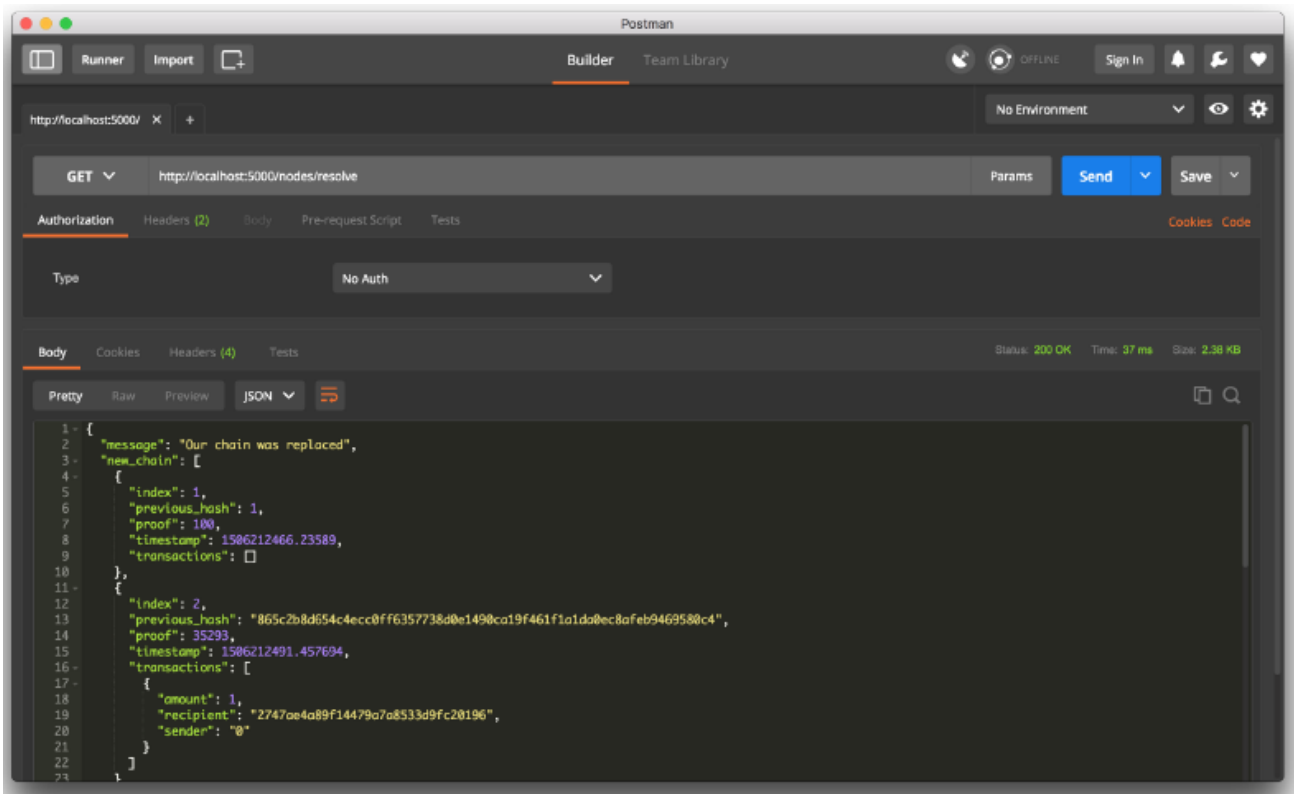 Postman
Runner Import Builder Team Library OFFLINE Sign In
http://localhost:5000/ × + No Environment
GET http://localhost:5000/nodes/resolve Params Send Save
Authorization Headers (2) Body Pre-request Script Tests Cookies Code
Type No Auth
Body Cookies Headers (4) Tests Status: 200 OK Time: 37 ms Size: 2.38 KB
Pretty Raw Preview JSON
1 {
2 "message": "Our chain was replaced",
3 "new_chain": [
4 {
5 "index": 1,
6 "previous_hash": 1,
7 "proof": 100,
8 "timestamp": 1506212466.23589,
9 "transactions": []
10 },
11 {
12 "index": 2,
13 "previous_hash": "865c2b8d654c4ecc0ff6357738d0e1490ca19f461f1a1da0ec8afeb9469580c4",
14 "proof": 35293,
15 "timestamp": 1506212491.457694,
16 "transactions": [
17 {
18 "amount": 1,
19 "recipient": "2747ae4a89f14479a7a8533d9fc20196",
20 "sender": "0"
21 }
22 ]
23 }